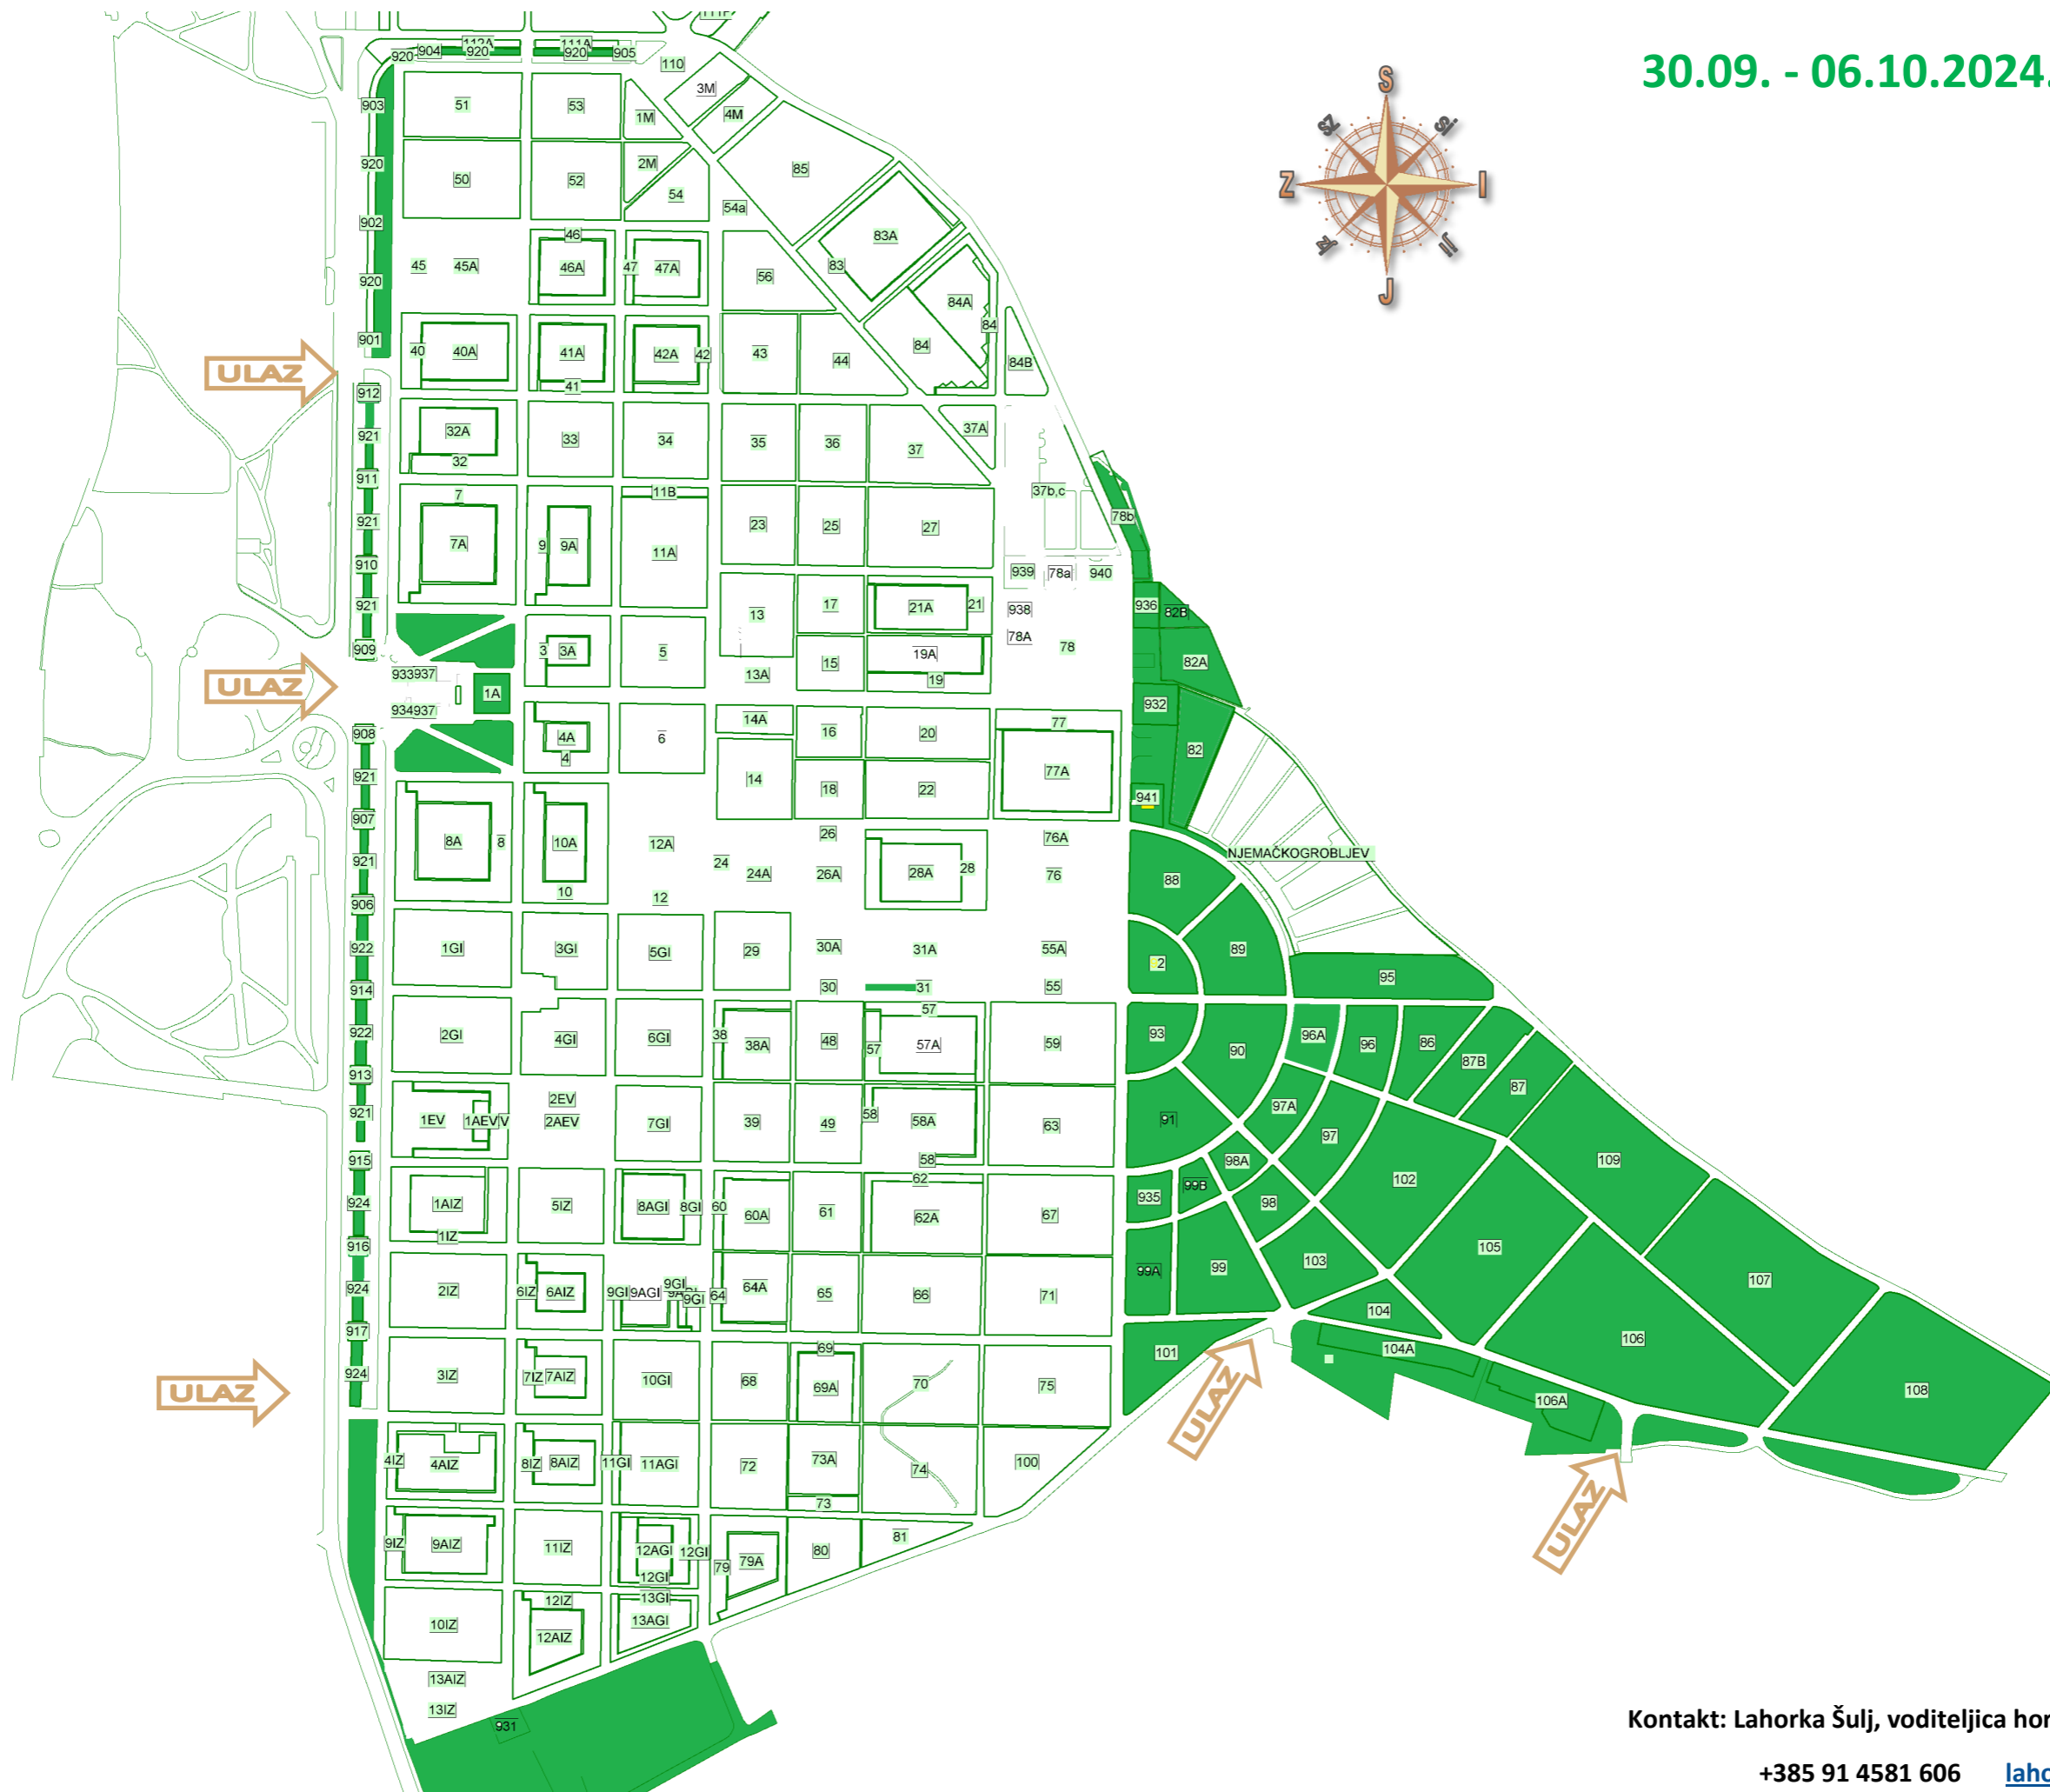 30.09. - 06.10.2024.
S
SZ
SI
Z
I
JZ
JI
J
112A
111A
904
920
920
905
920
110
903
51
53
3M
4M
1M
920
50
52
2M
54
85
54a
902
46
83A
45
45A
46A
47
47A
56
83
920
84A
901
40
40A
41A
42A
42
43
44
84
84
84B
41
ULAZ
912
32A
33
34
35
36
37
37A
921
32
911
7
11B
37b,c
921
7A
9
9A
11A
23
25
27
78b
910
939
78a
940
921
13
17
21A
21
938
936
82B
909
3
3A
5
78A
78
15
19A
82A
933
937
13A
19
ULAZ
1A
932
934
937
14A
16
20
77
908
4A
6
82
4
921
14
18
22
77A
941
907
8A
8
10A
12A
26
76A
NJEMAČKOGROBLJEV
921
24
24A
26A
28A
28
76
88
906
10
12
922
1GI
3GI
5GI
29
30A
31A
55A
89
2
914
30
31
55
95
922
2GI
4GI
6GI
38
38A
48
57
57
57A
59
93
90
96A
96
86
87B
913
87
921
1EV
1AEV
V
2EV
2AEV
7GI
39
49
58
58A
63
91
97A
97
915
58
98A
109
924
1AIZ
5IZ
8AGI
8GI
60
60A
61
62
62A
67
935
99B
98
102
916
1IZ
105
924
2IZ
6IZ
6AIZ
9GI
9AGI
9GI
9GI
64
64A
65
66
71
99A
99
103
107
104
917
106
924
3IZ
7IZ
7AIZ
10GI
68
69
69A
70
75
101
104A
108
ULAZ
106A
ULAZ
4IZ
4AIZ
8IZ
8AIZ
11GI
11AGI
72
73A
74
100
73
ULAZ
9IZ
9AIZ
11IZ
12AGI
12GI
79
79A
80
81
12GI
10IZ
12IZ
13GI
13AGI
12AIZ
13AIZ
13IZ
931
Kontakt: Lahorka Šulj, voditeljica hor
+385 91 4581 606 laho